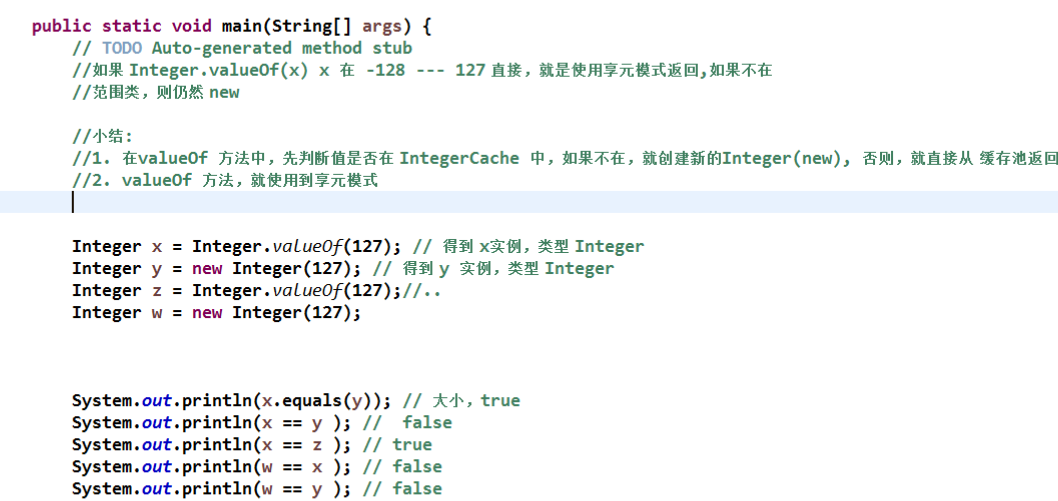 public static void main(String[] args) {
// TODO Auto-generated method stub
//如果 Integer.valueOf(x) x 在 -128 --- 127 直接，就是使用享元模式返回,如果不在
//范围类，则仍然 new
//小结:
//1. 在valueOf 方法中，先判断值是否在 IntegerCache 中，如果不在，就创建新的Integer(new), 否则，就直接从 缓存池返回
//2. valueOf 方法，就使用到享元模式
Integer x = Integer.valueOf(127); // 得到 x实例，类型 Integer
Integer y = new Integer(127); // 得到 y 实例，类型 Integer
Integer z = Integer.valueOf(127);//..
Integer w = new Integer(127);
System.out.println(x.equals(y)); // 大小，true
System.out.println(x == y ); //  false
System.out.println(x == z ); // true
System.out.println(w == x ); // false
System.out.println(w == y ); // false